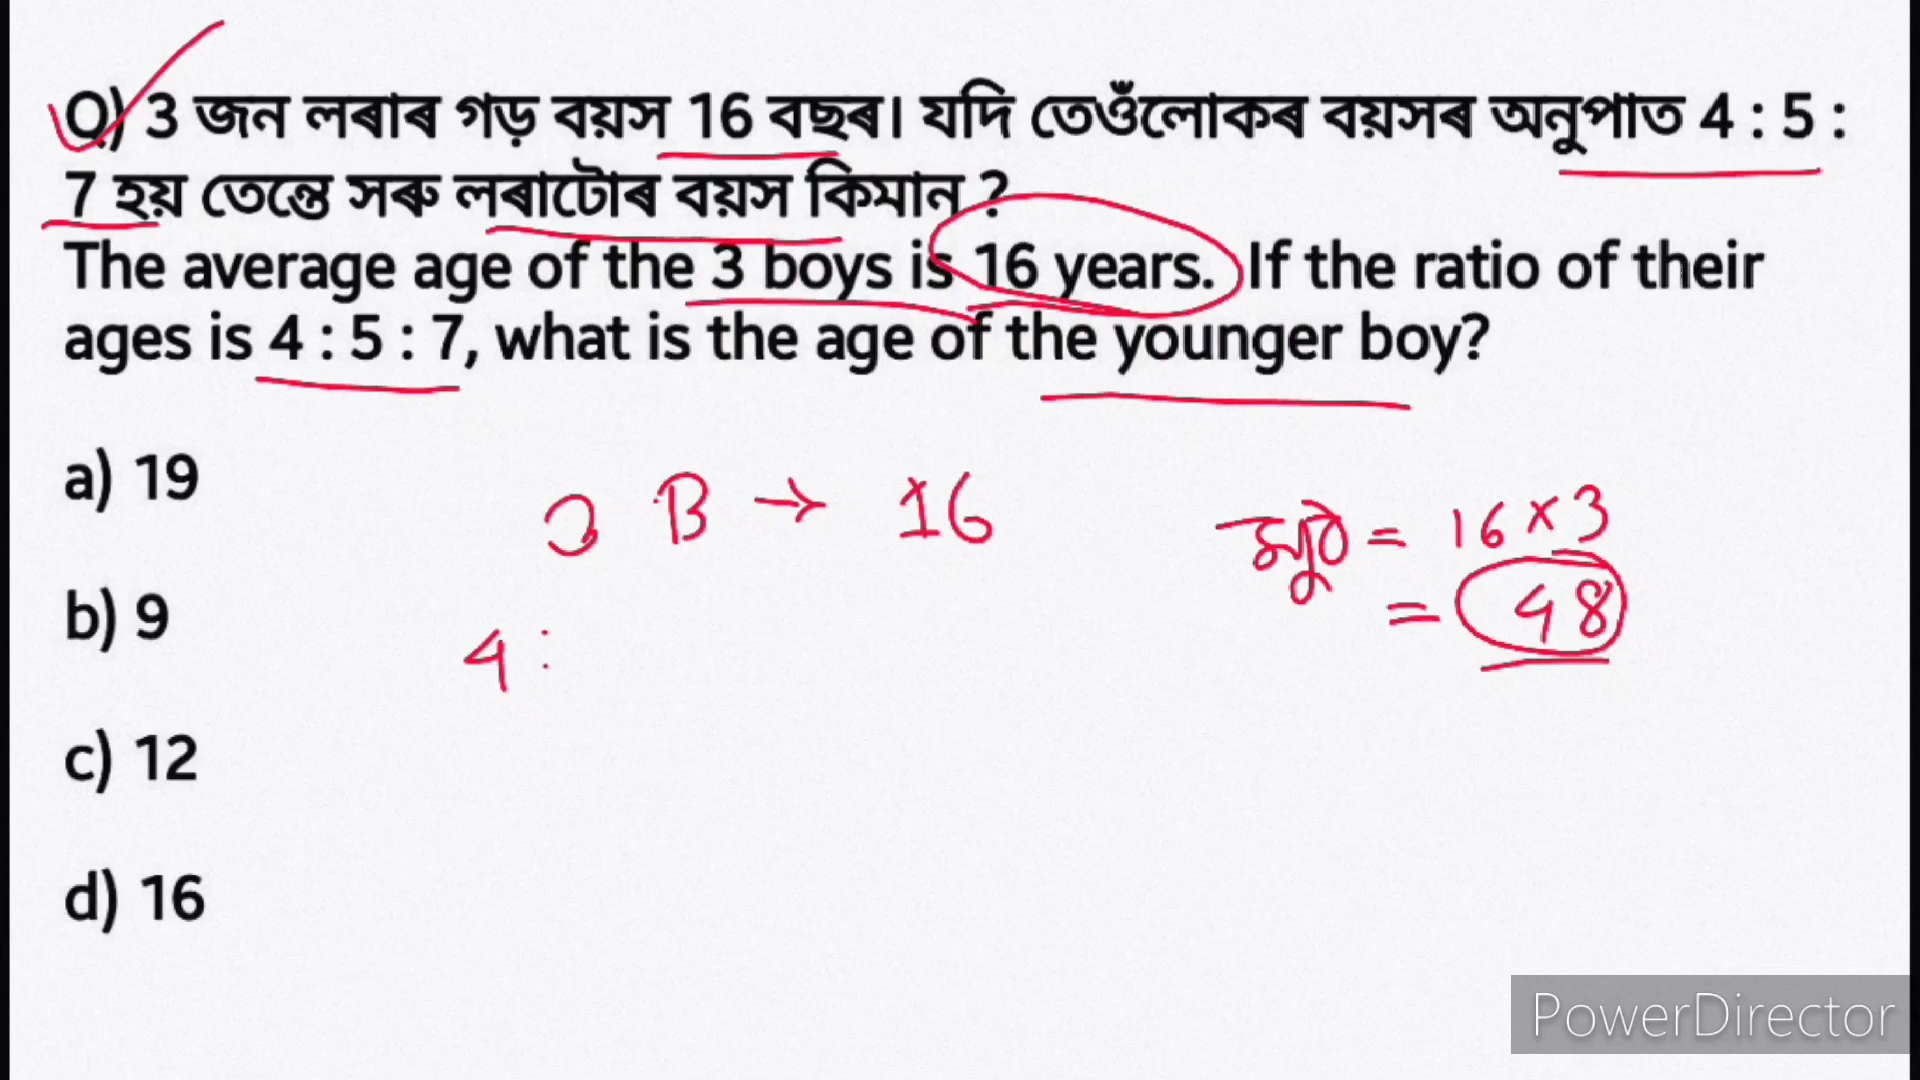 Q) 3 জন লৰাৰ গড় বয়স 16 বছৰ। যদি তেওঁলোকৰ বয়সৰ অনুপাত 4 : 5 :
7 হয় তেন্তে সৰু লৰাটোৰ বয়স কিমান ?
The average age of the 3 boys is 16 years. If the ratio of their
ages is 4 : 5 : 7, what is the age of the younger boy?
a) 19
3 B → 16
মুঠ = 16 × 3
= 48
b) 9
4 :
c) 12
d) 16
PowerDirector